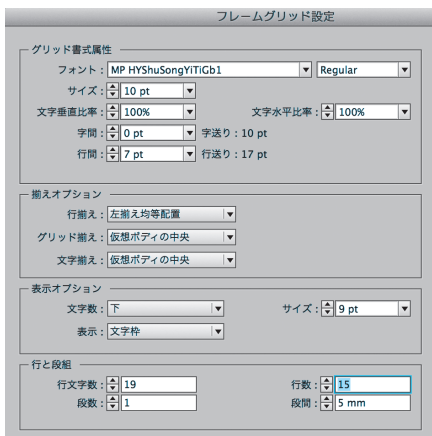 フレームグリッド設定
グリッド書式属性
フォント : MP HYShuSongYiTiGb1 Regular
サイズ : 10 pt
文字垂直比率 : 100% 文字水平比率 : 100%
字間 : 0 pt 字送り : 10 pt
行間 : 7 pt 行送り : 17 pt
揃えオプション
行揃え : 左揃え均等配置
グリッド揃え : 仮想ボディの中央
文字揃え : 仮想ボディの中央
表示オプション
文字数 : 下 サイズ : 9 pt
表示 : 文字枠
行と段組
行文字数 : 19 行数 : 15
段数 : 1 段間 : 5 mm